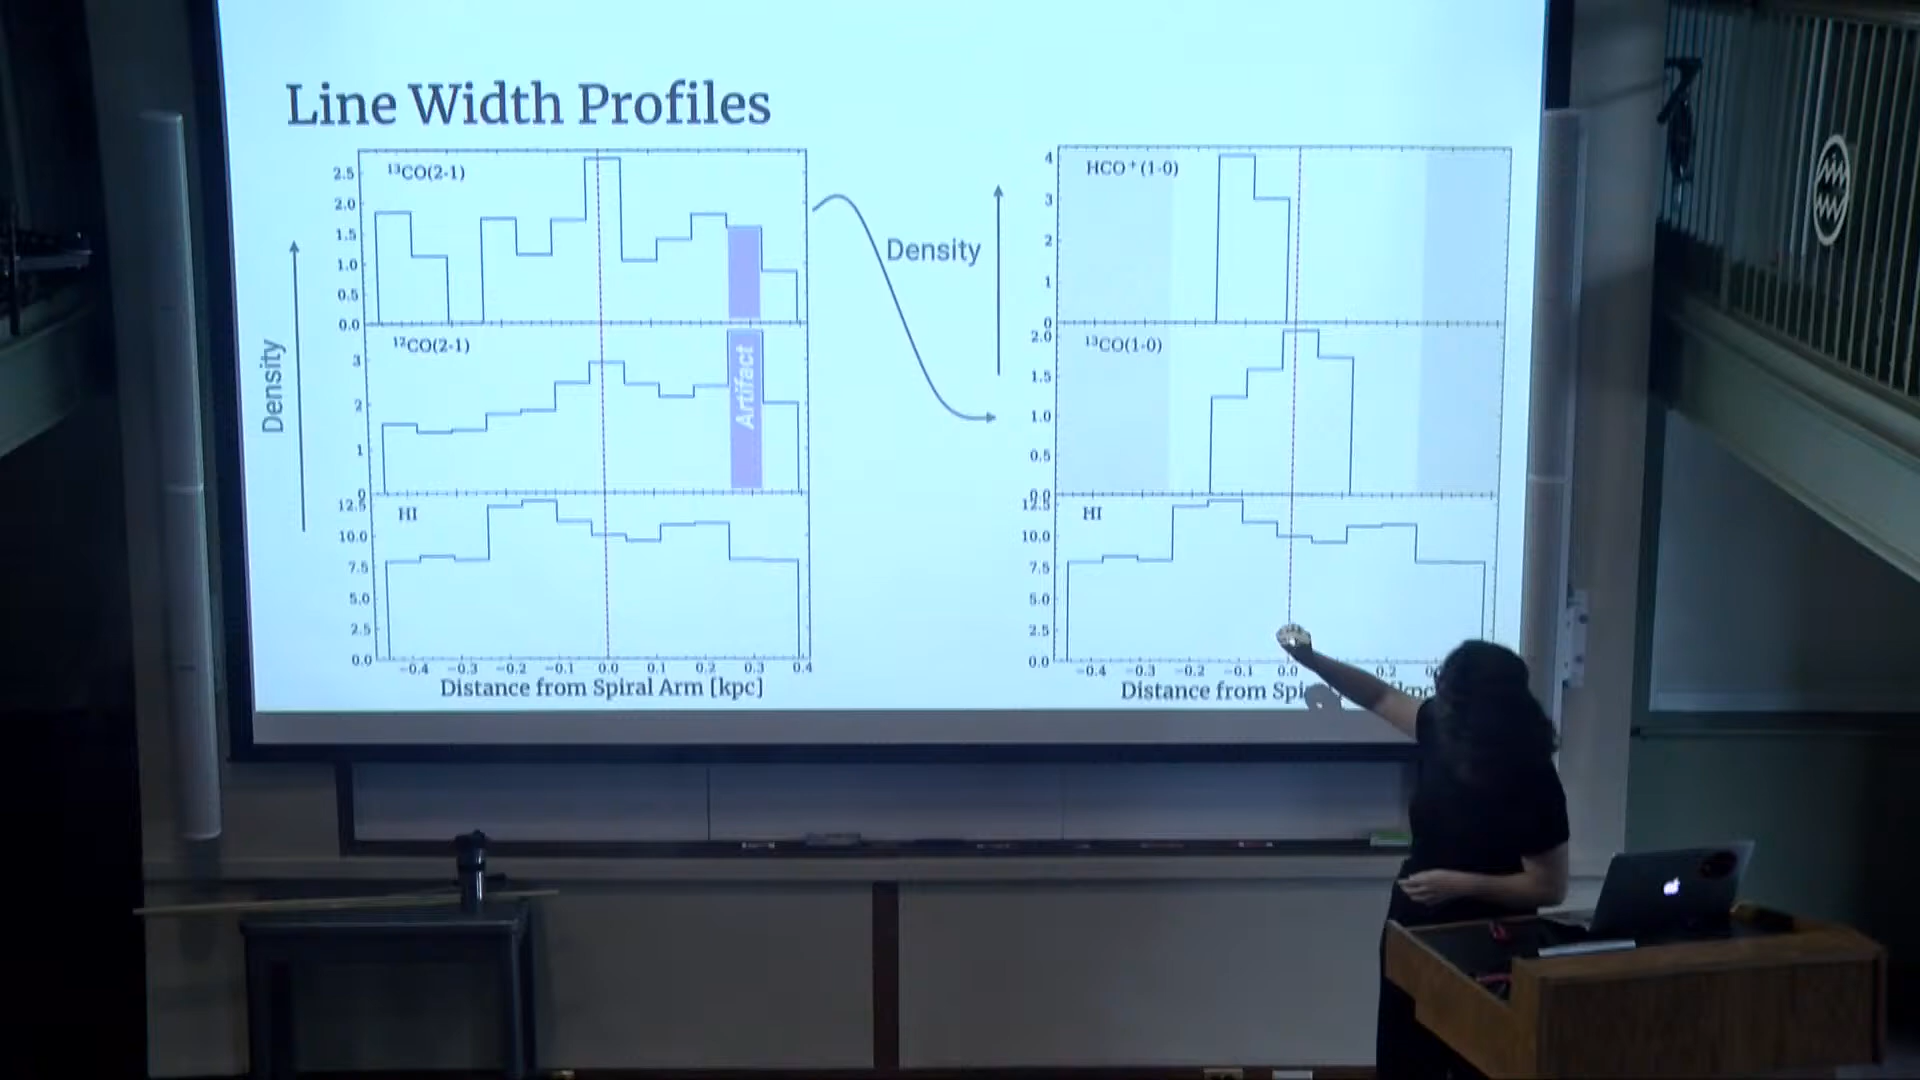 Line Width Profiles
¹³CO(2-1)
2.5
2.0
1.5
1.0
0.5
0.0
¹²CO(2-1)
3
2
1
0
Artifact
HI
12.5
10.0
7.5
5.0
2.5
0.0
−0.4 −0.3 −0.2 −0.1 0.0 0.1 0.2 0.3 0.4
Distance from Spiral Arm [kpc]
Density
Density
HCO⁺(1-0)
4
3
2
1
0
¹³CO(1-0)
2.0
1.5
1.0
0.5
0.0
HI
12.5
10.0
7.5
5.0
2.5
0.0
−0.4 −0.3 −0.2 −0.1 0.0 0.2
Distance from